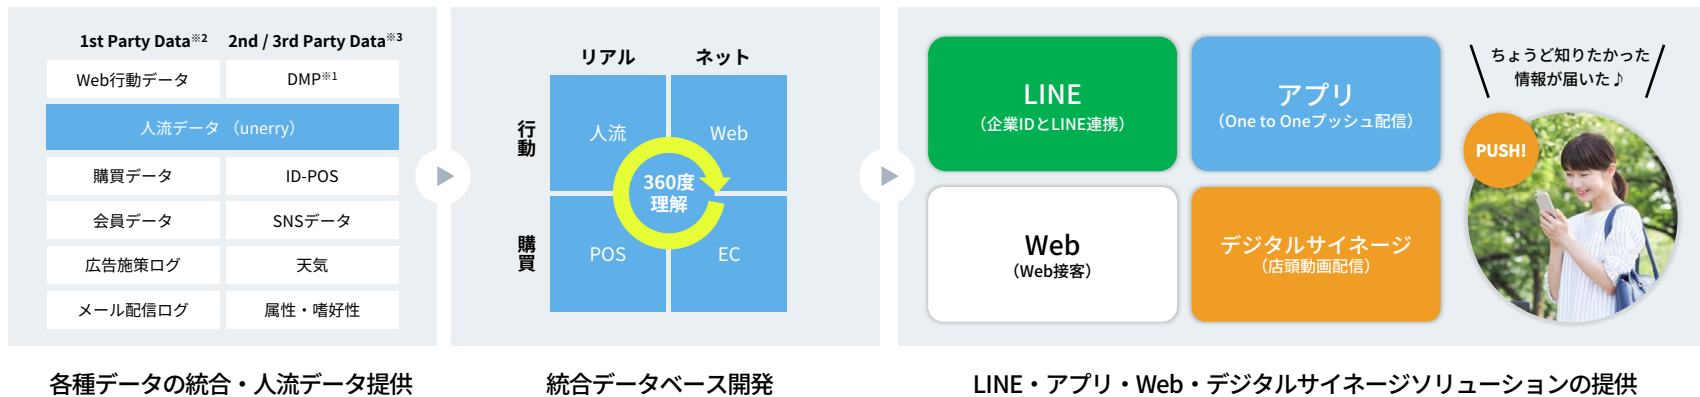 1st Party Data※2
2nd / 3rd Party Data※3
Web行動データ
DMP※1
人流データ （unerry）
購買データ
ID-POS
会員データ
SNSデータ
広告施策ログ
天気
メール配信ログ
属性・嗜好性
各種データの統合・人流データ提供
リアル
ネット
行動
購買
人流
Web
360度
理解
POS
EC
統合データベース開発
LINE
（企業IDとLINE連携）
アプリ
（One to Oneプッシュ配信）
Web
（Web接客）
デジタルサイネージ
（店頭動画配信）
ちょうど知りたかった
情報が届いた♪
PUSH!
LINE・アプリ・Web・デジタルサイネージソリューションの提供